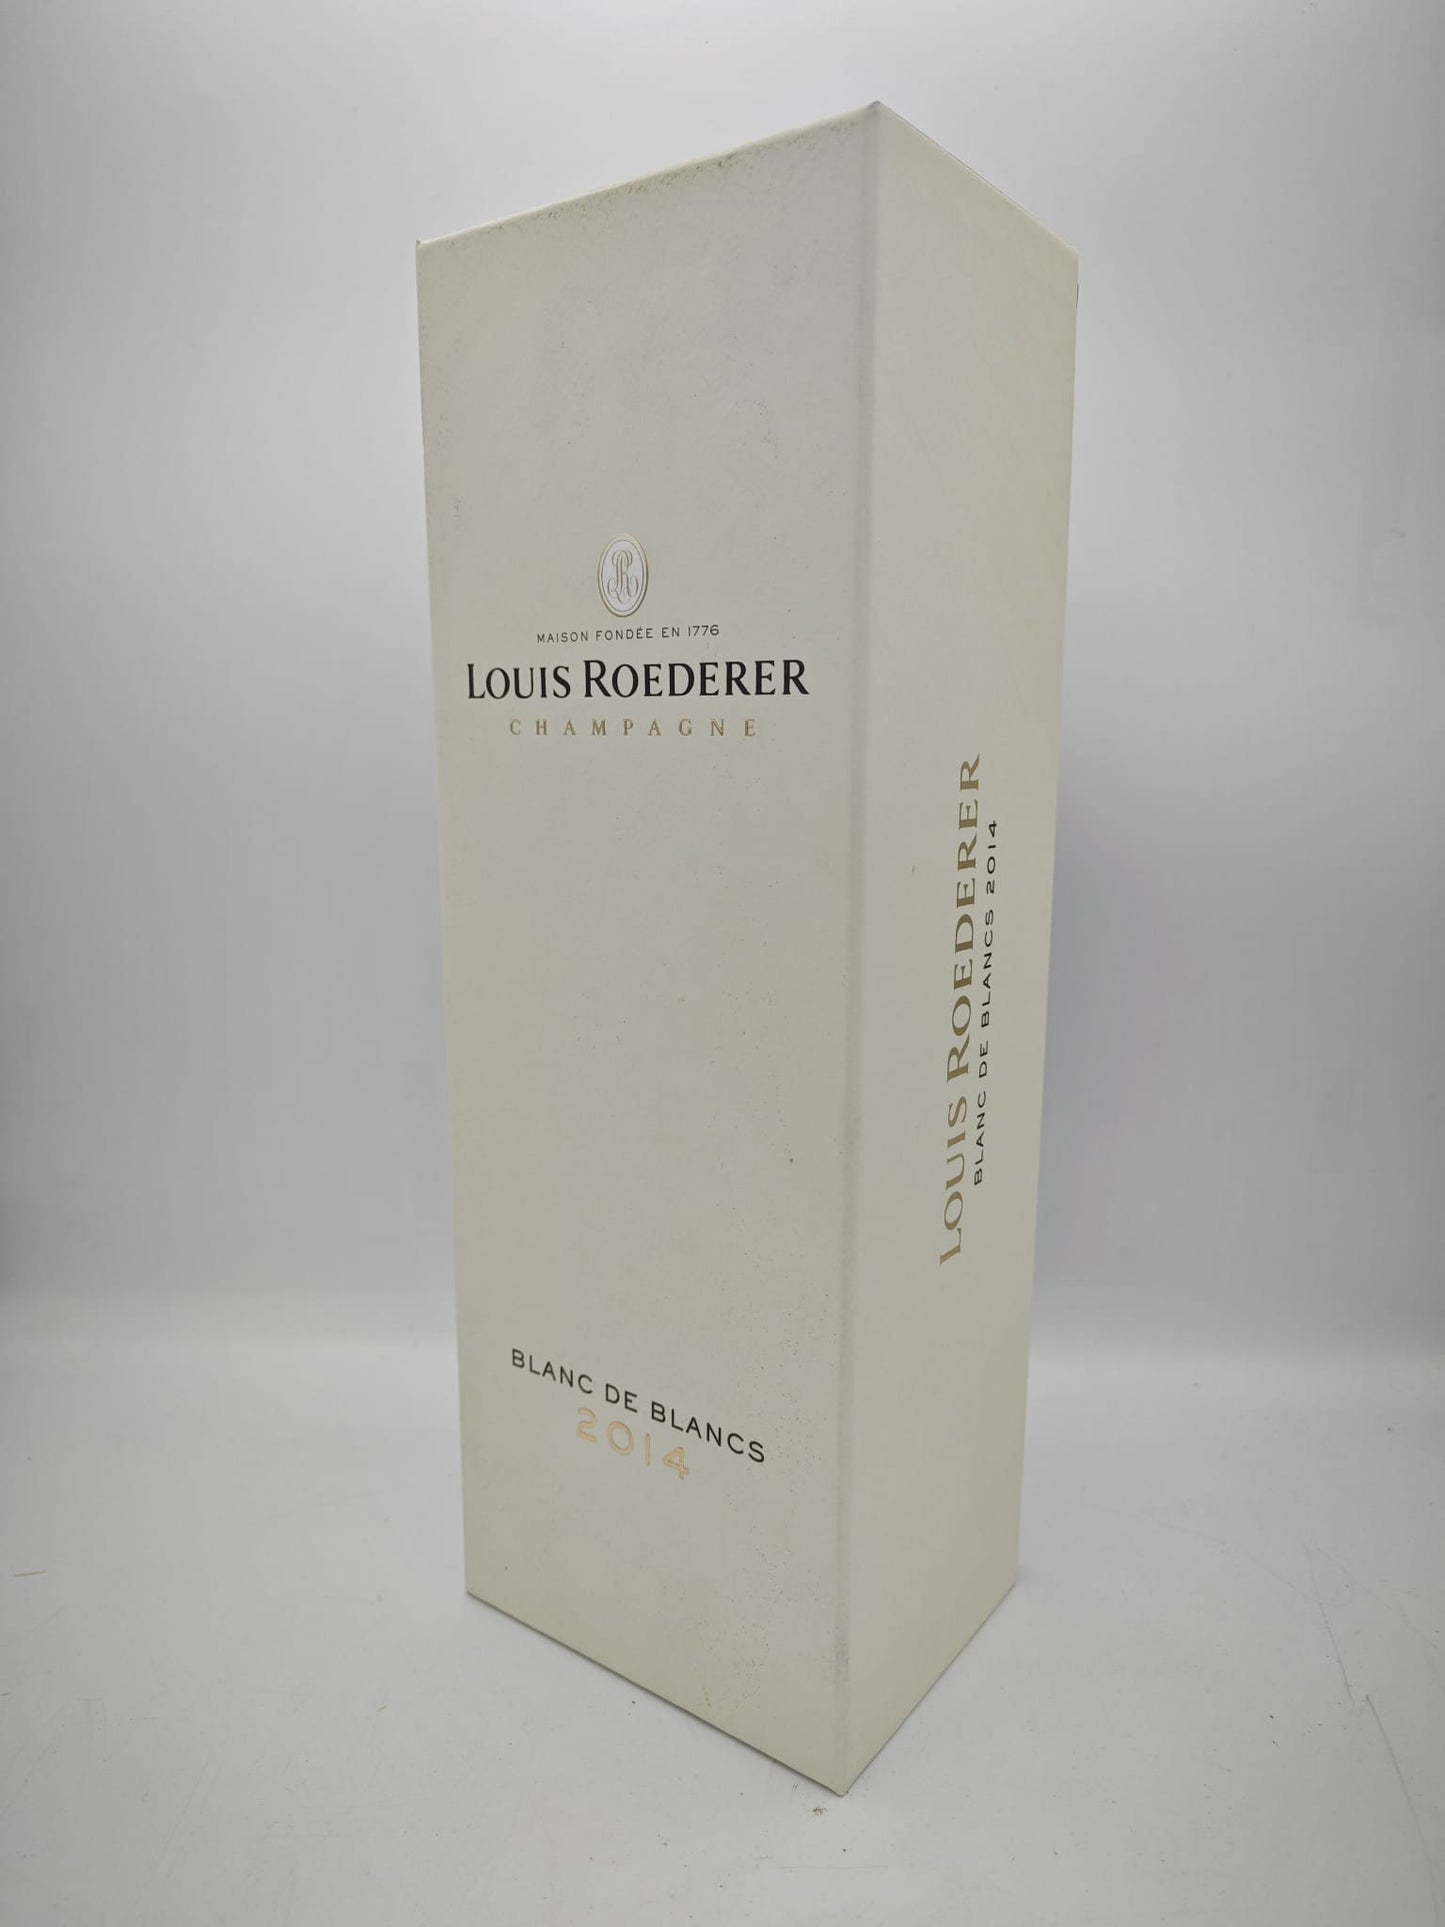 MAISON FONDÉE EN 1776
LOUIS ROEDERER
CHAMPAGNE
BLANC DE BLANCS
2014
LOUIS ROEDERER
BLANC DE BLANCS 2014